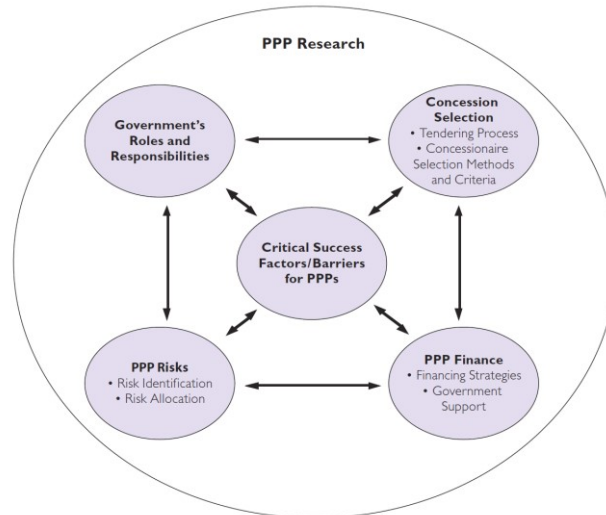 PPP Research
Government's
Roles and
Responsibilities
Concession
Selection
• Tendering Process
• Concessionaire
Selection Methods
and Criteria
Critical Success
Factors/Barriers
for PPPs
PPP Risks
• Risk Identification
• Risk Allocation
PPP Finance
• Financing Strategies
• Government
Support